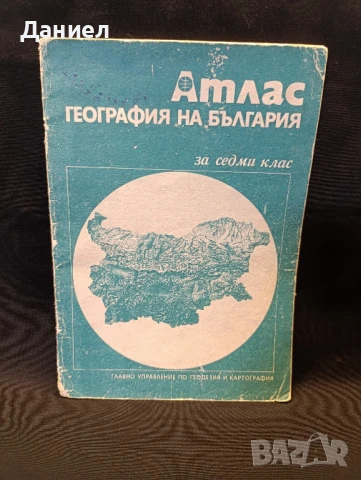 Даниел
Атлас
ГЕОГРАФИЯ НА БЪЛГАРИЯ
за седми клас
ГЛАВНО УПРАВЛЕНИЕ ПО ГЕОДЕЗИЯ И КАРТОГРАФИЯ
BAZAR